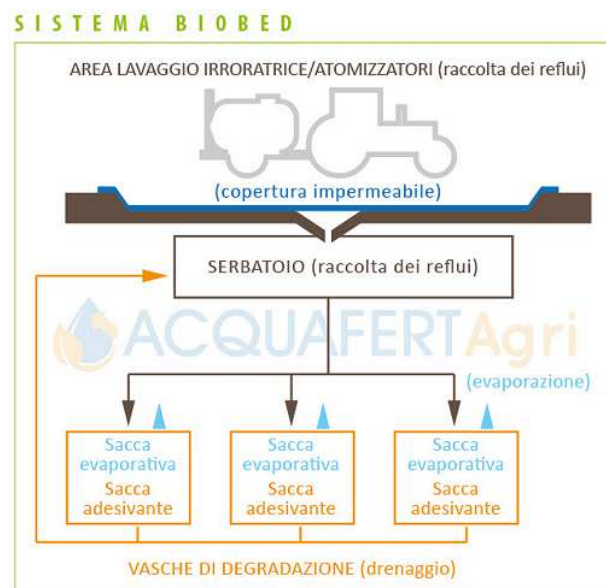 SISTEMA BIOBED
AREA LAVAGGIO IRRORATRICE/ATOMIZZATORI (raccolta dei reflui)
(copertura impermeabile)
SERBATOIO (raccolta dei reflui)
ACQUAFERTAgri
(evaporazione)
Sacca
evaporativa
Sacca
adesivante
Sacca
evaporativa
Sacca
adesivante
Sacca
evaporativa
Sacca
adesivante
VASCHE DI DEGRADAZIONE (drenaggio)